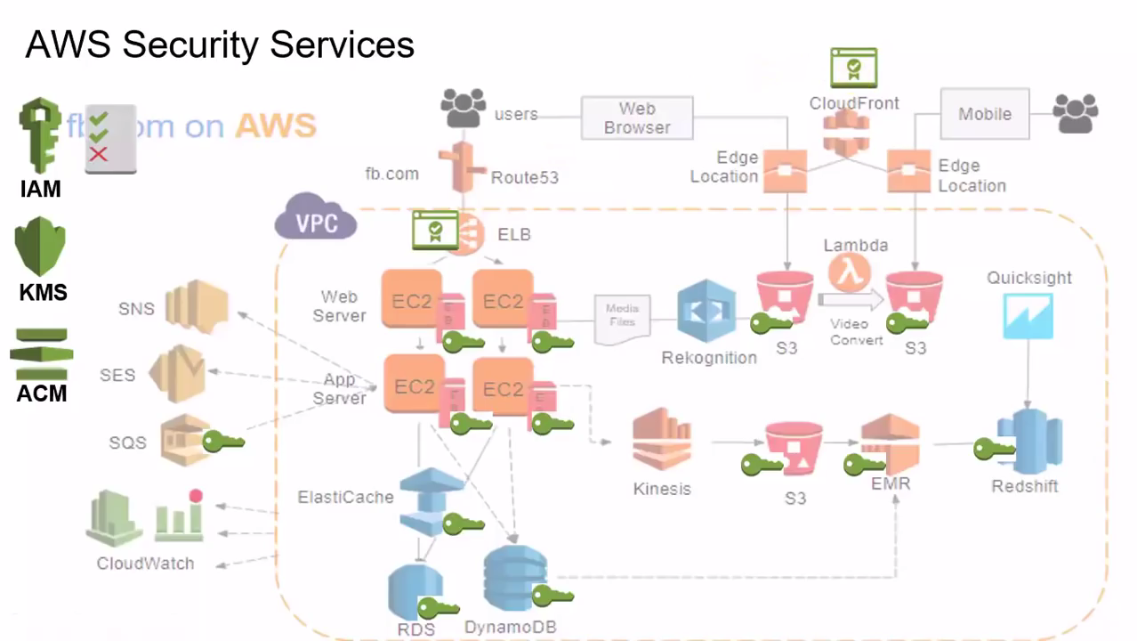 AWS Security Services
on AWS
IAM
KMS
ACM
users
Web
Browser
CloudFront
Mobile
fb.com
Route53
Edge
Location
Edge
Location
VPC
ELB
Lambda
Quicksight
SNS
Web
Server
EC2
EC2
Media
Files
Rekognition
S3
Video
Convert
S3
SES
App
Server
EC2
EC2
SQS
Kinesis
S3
EMR
Redshift
ElastiCache
CloudWatch
RDS
DynamoDB